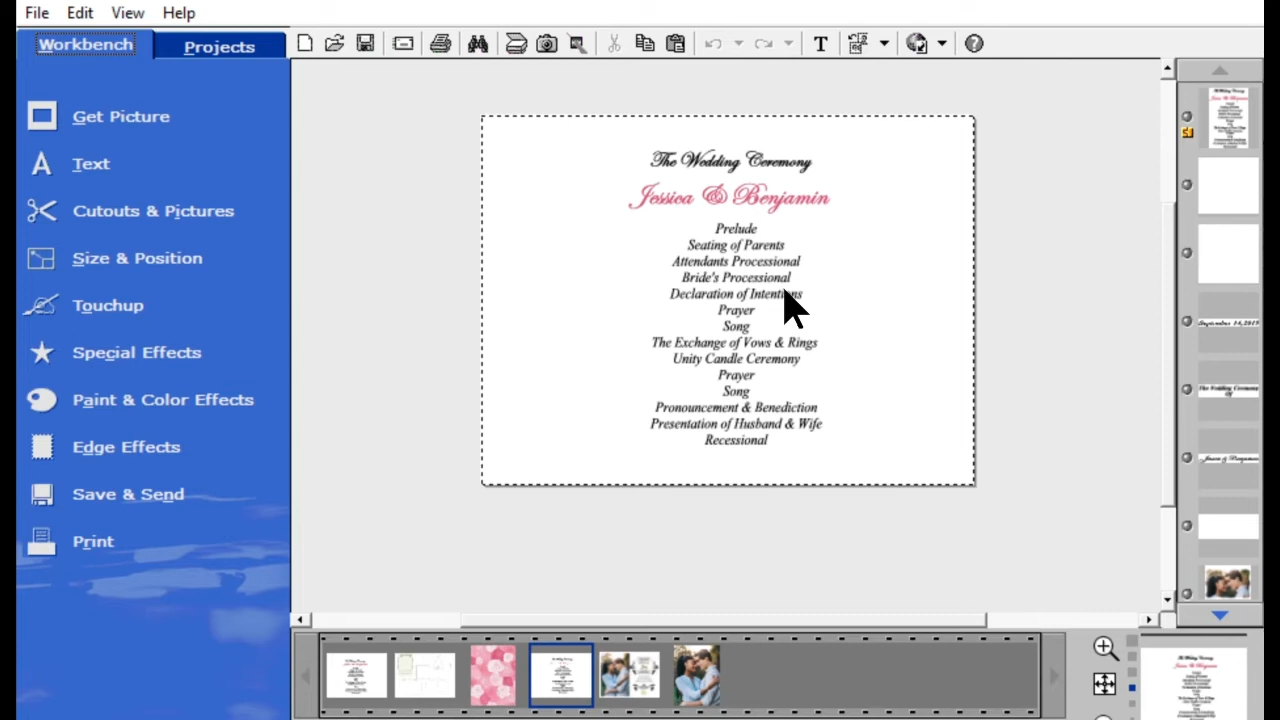 File Edit View Help
Workbench Projects
Get Picture
Text
Cutouts & Pictures
Size & Position
Touchup
Special Effects
Paint & Color Effects
Edge Effects
Save & Send
Print
The Wedding Ceremony
Jessica & Benjamin
Prelude
Seating of Parents
Attendants Processional
Bride's Processional
Declaration of Intentions
Prayer
Song
The Exchange of Vows & Rings
Unity Candle Ceremony
Prayer
Song
Pronouncement & Benediction
Presentation of Husband & Wife
Recessional
The Wedding Ceremony